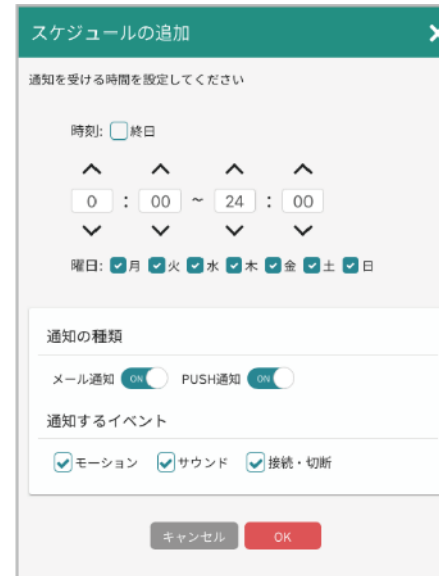 スケジュールの追加
通知を受ける時間を設定してください
時刻: 終日
0 : 00 ~ 24 : 00
曜日: 月 火 水 木 金 土 日
通知の種類
メール通知 ON PUSH通知 ON
通知するイベント
モーション サウンド 接続・切断
キャンセル OK